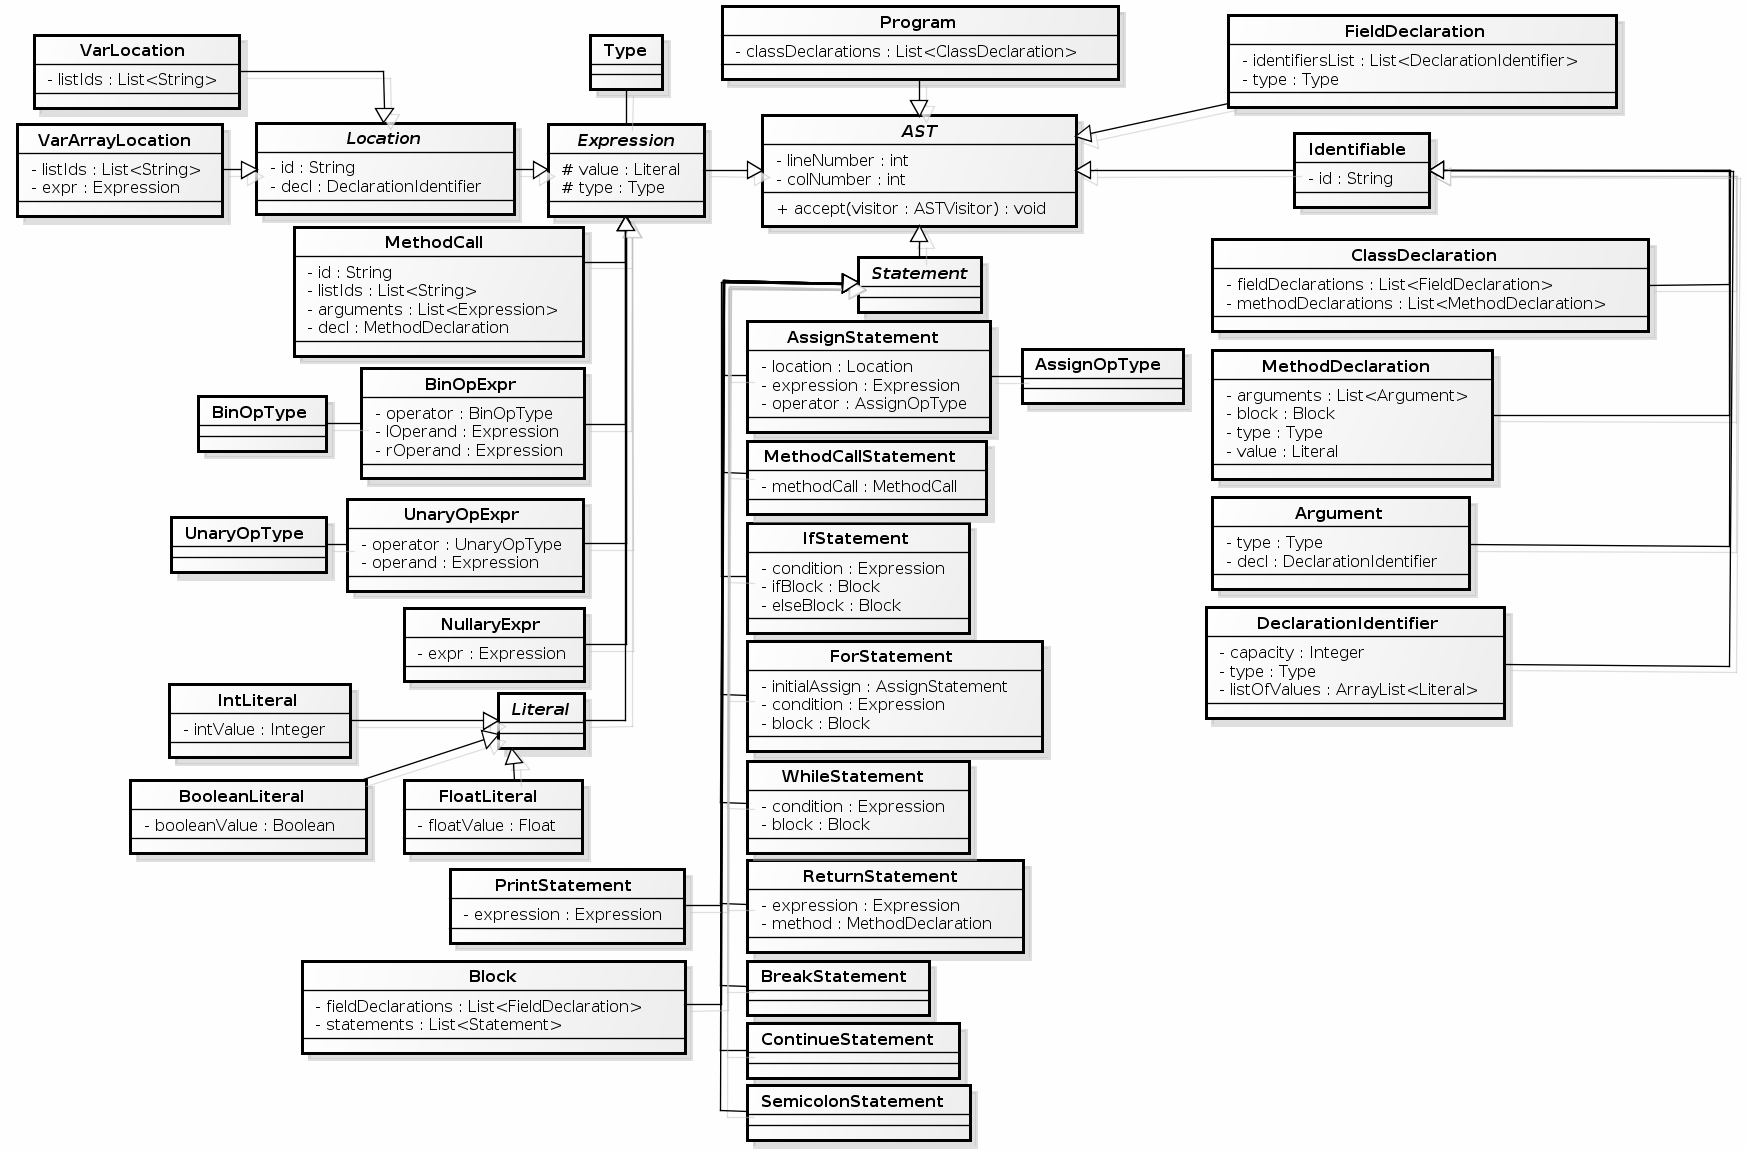 Program
- classDeclarations : List<ClassDeclaration>
FieldDeclaration
- identifiersList : List<DeclarationIdentifier>
- type : Type
VarLocation
- listIds : List<String>
Type
VarArrayLocation
- listIds : List<String>
- expr : Expression
Location
- id : String
- decl : DeclarationIdentifier
Expression
# value : Literal
# type : Type
AST
- lineNumber : int
- colNumber : int
+ accept(visitor : ASTVisitor) : void
Identifiable
- id : String
MethodCall
- id : String
- listIds : List<String>
- arguments : List<Expression>
- decl : MethodDeclaration
Statement
ClassDeclaration
- fieldDeclarations : List<FieldDeclaration>
- methodDeclarations : List<MethodDeclaration>
AssignStatement
- location : Location
- expression : Expression
- operator : AssignOpType
AssignOpType
MethodDeclaration
- arguments : List<Argument>
- block : Block
- type : Type
- value : Literal
BinOpType
BinOpExpr
- operator : BinOpType
- lOperand : Expression
- rOperand : Expression
MethodCallStatement
- methodCall : MethodCall
UnaryOpType
UnaryOpExpr
- operator : UnaryOpType
- operand : Expression
IfStatement
- condition : Expression
- ifBlock : Block
- elseBlock : Block
Argument
- type : Type
- decl : DeclarationIdentifier
NullaryExpr
- expr : Expression
ForStatement
- initialAssign : AssignStatement
- condition : Expression
- block : Block
DeclarationIdentifier
- capacity : Integer
- type : Type
- listOfValues : ArrayList<Literal>
IntLiteral
- intValue : Integer
Literal
BooleanLiteral
- booleanValue : Boolean
FloatLiteral
- floatValue : Float
WhileStatement
- condition : Expression
- block : Block
PrintStatement
- expression : Expression
ReturnStatement
- expression : Expression
- method : MethodDeclaration
Block
- fieldDeclarations : List<FieldDeclaration>
- statements : List<Statement>
BreakStatement
ContinueStatement
SemicolonStatement